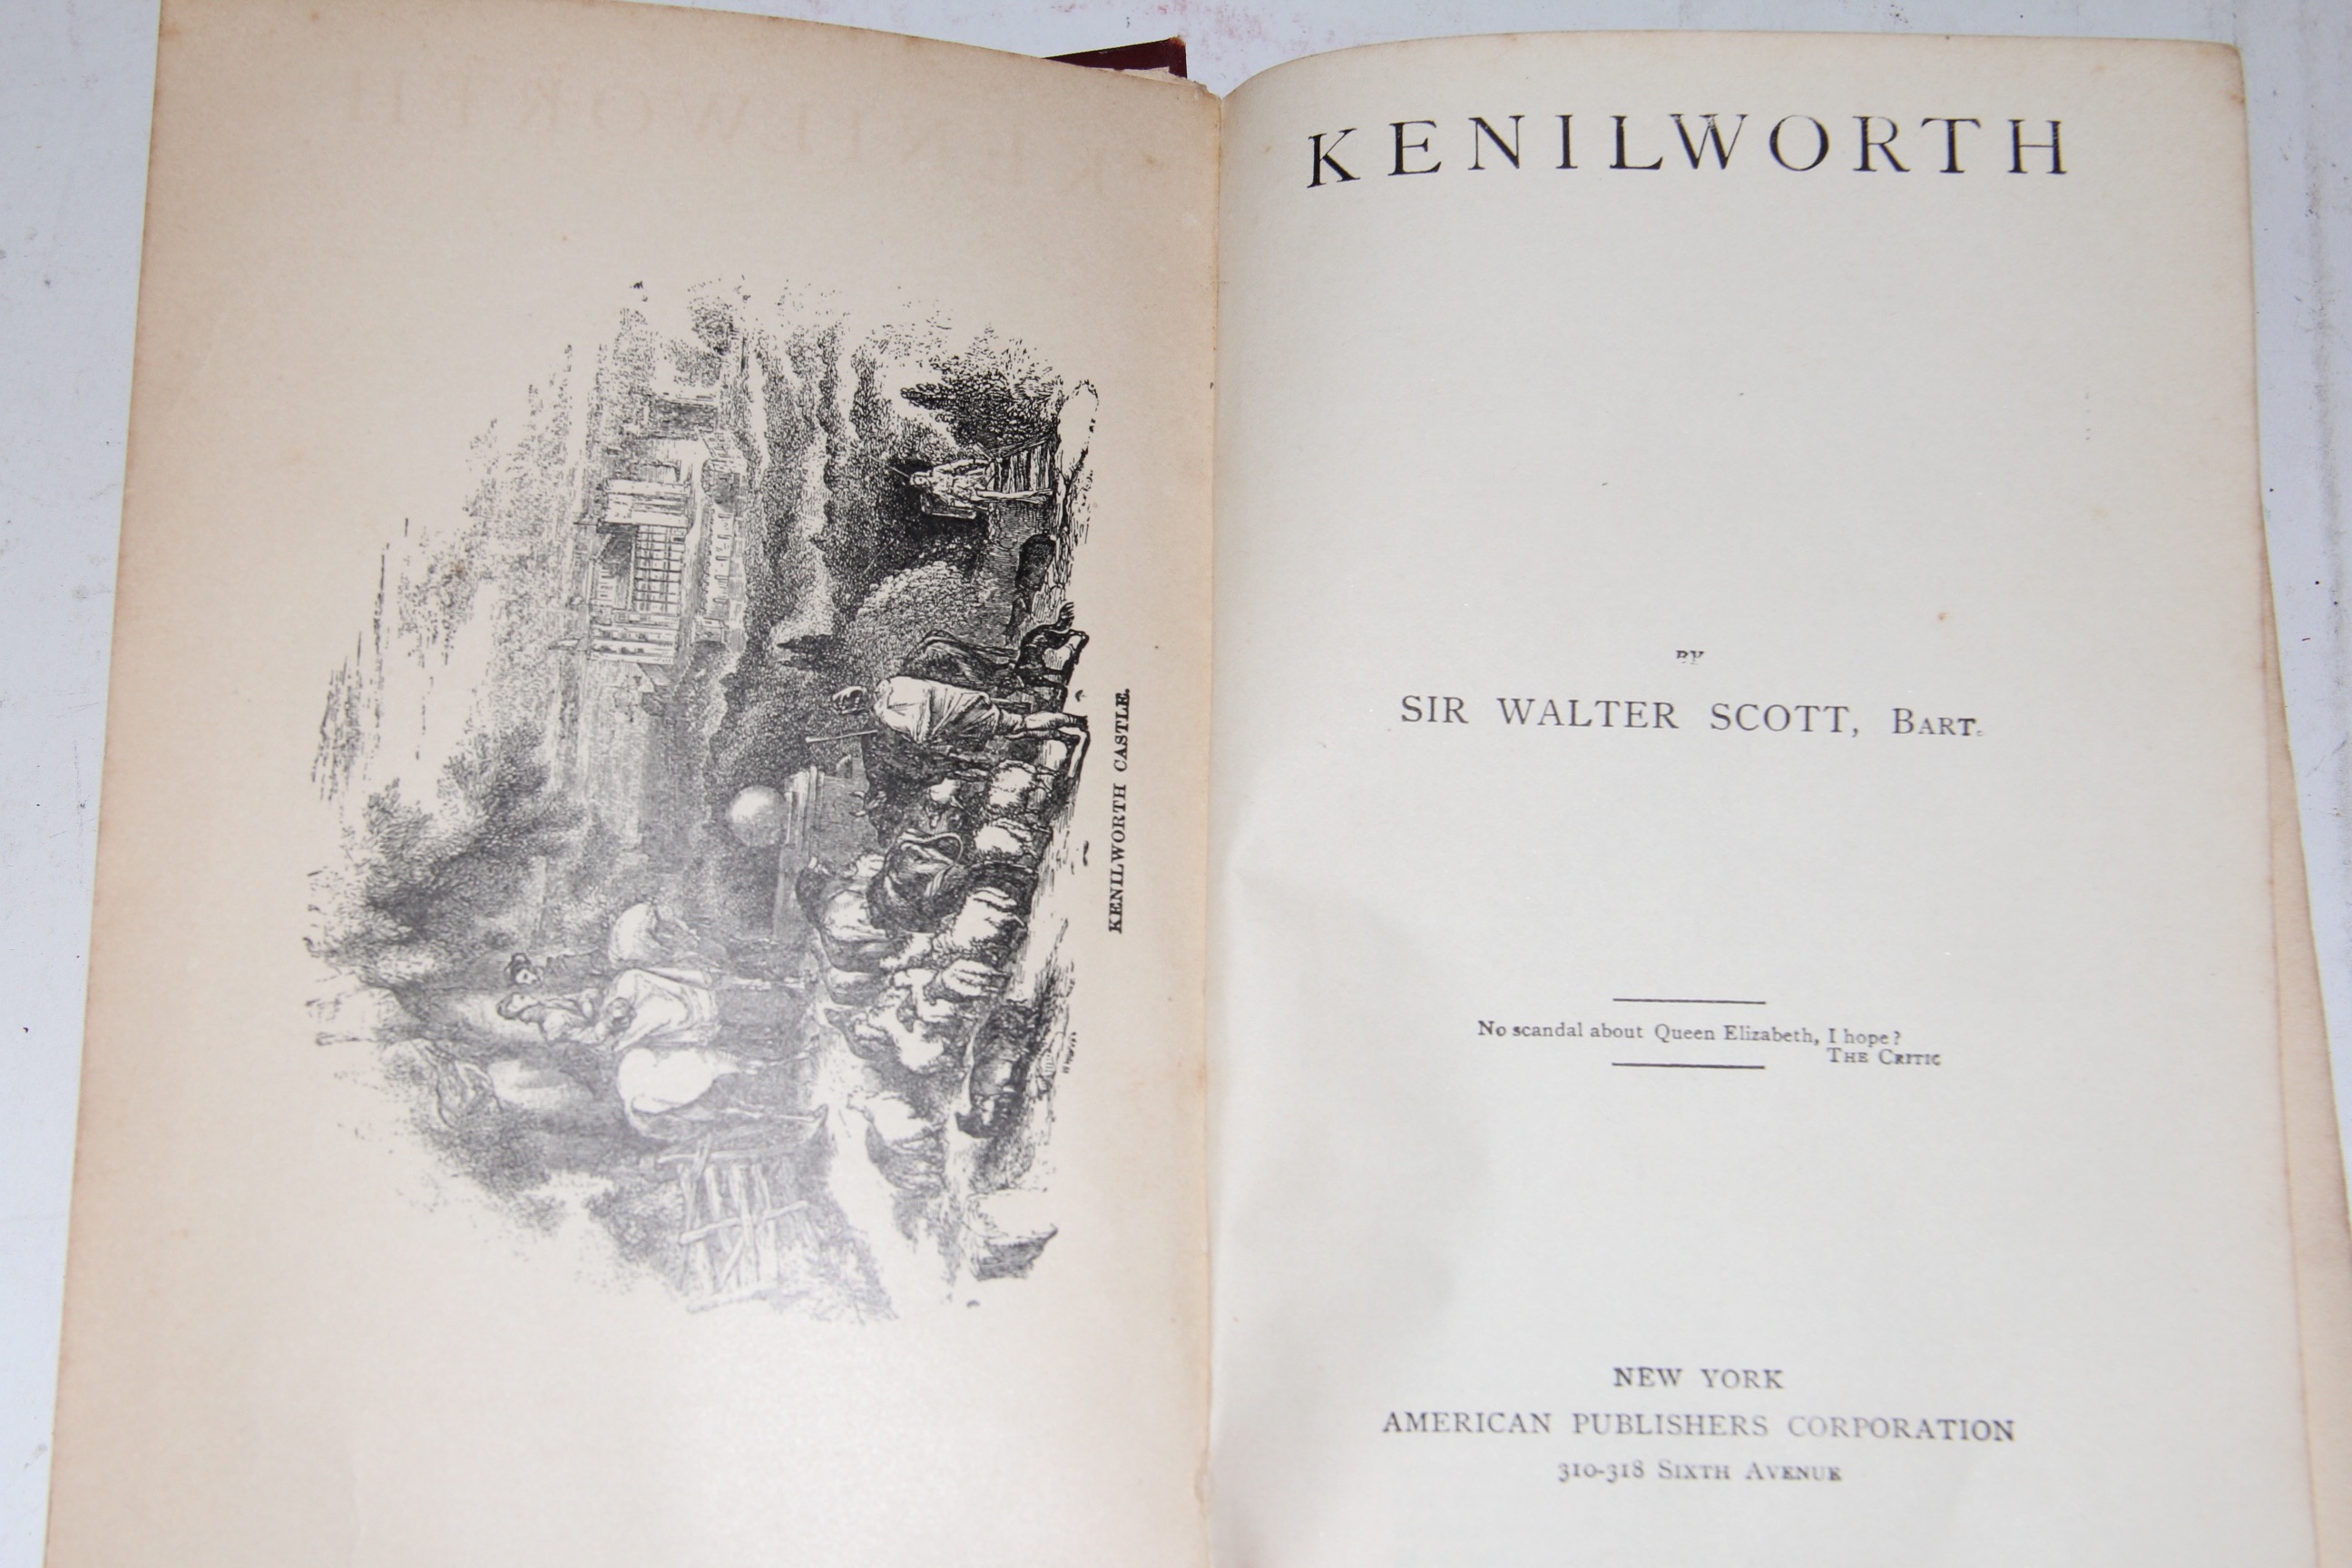 KENILWORTH CASTLE.
KENILWORTH
BY
SIR WALTER SCOTT, BART.
No scandal about Queen Elizabeth, I hope?
THE CRITIC
NEW YORK
AMERICAN PUBLISHERS CORPORATION
310-318 SIXTH AVENUE